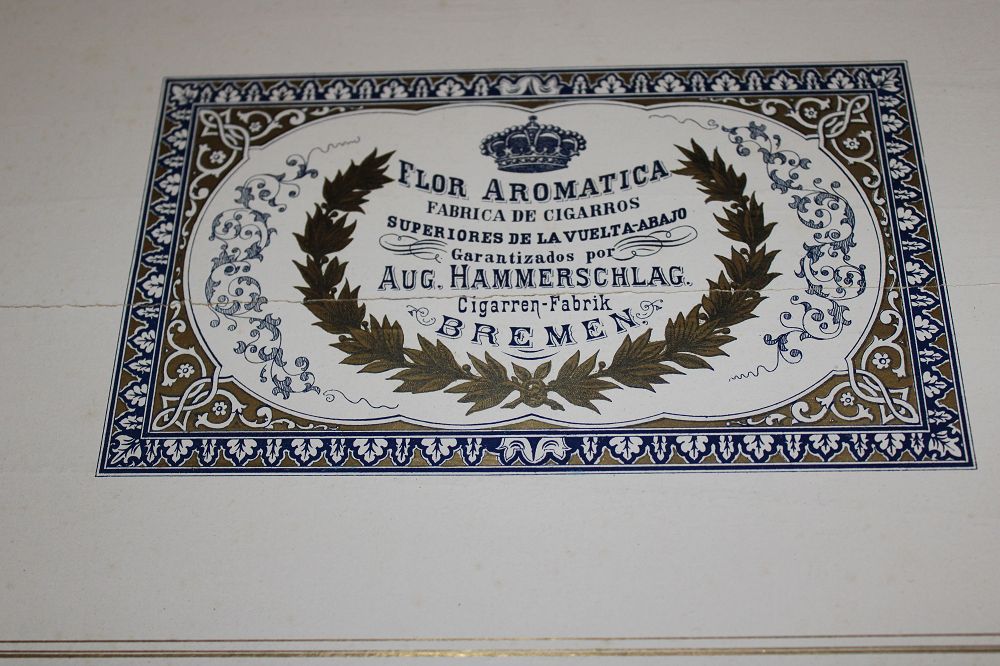 FLOR AROMATICA
FABRICA DE CIGARROS
SUPERIORES DE LA VUELTA-ABAJO
Garantizados por
AUG. HAMMERSCHLAG.
Cigarren-Fabrik
BREMEN,